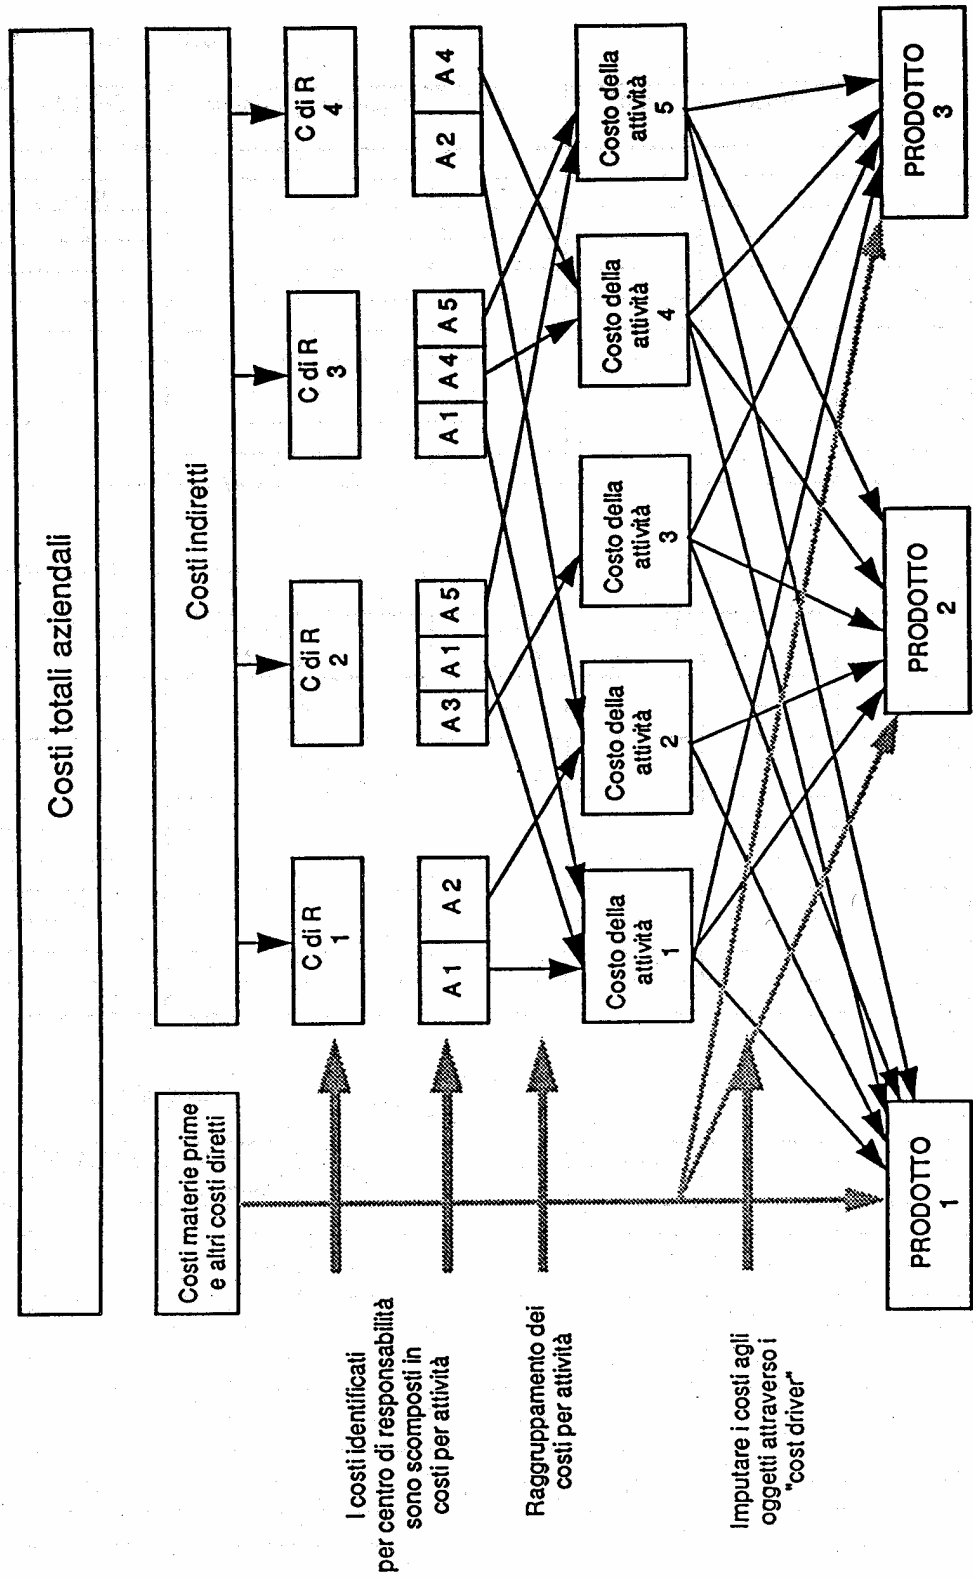 Costi totali aziendali
Costi materie prime
e altri costi diretti
Costi indiretti
C di R
1
C di R
2
C di R
3
C di R
4
I costi identificati
per centro di responsabilità
sono scomposti in
costi per attività
A 1
A 2
A 3
A 1
A 5
A 1
A 4
A 5
A 2
A 4
Raggruppamento dei
costi per attività
Costo della
attività
1
Costo della
attività
2
Costo della
attività
3
Costo della
attività
4
Costo della
attività
5
Imputare i costi agli
oggetti attraverso i
"cost driver"
PRODOTTO
1
PRODOTTO
2
PRODOTTO
3